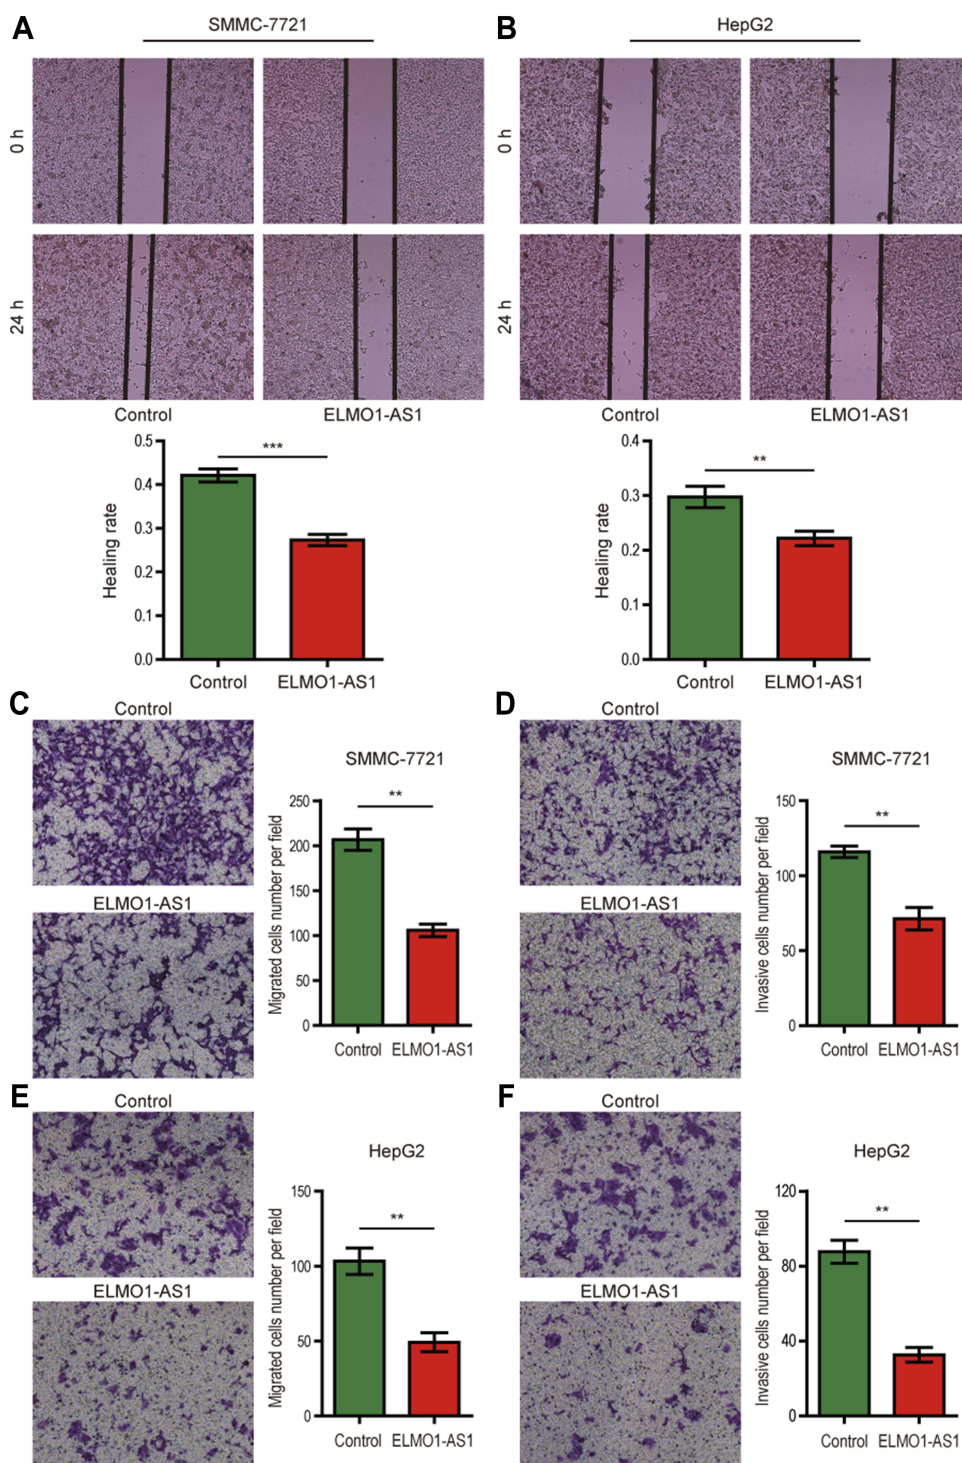 A
SMMC-7721
B
HepG2
0 h
0 h
24 h
24 h
Control
ELMO1-AS1
Control
ELMO1-AS1
Healing rate
0.5
0.4
0.3
0.2
0.1
0.0
***
Control
ELMO1-AS1
Healing rate
0.4
0.3
0.2
0.1
0.0
**
Control
ELMO1-AS1
C
Control
ELMO1-AS1
SMMC-7721
Migrated cells number per field
250
200
150
100
50
0
**
Control
ELMO1-AS1
D
Control
ELMO1-AS1
SMMC-7721
Invasive cells number per field
150
100
50
0
**
Control
ELMO1-AS1
E
Control
ELMO1-AS1
HepG2
Migrated cells number per field
150
100
50
0
**
Control
ELMO1-AS1
F
Control
ELMO1-AS1
HepG2
Invasive cells number per field
120
80
40
0
**
Control
ELMO1-AS1